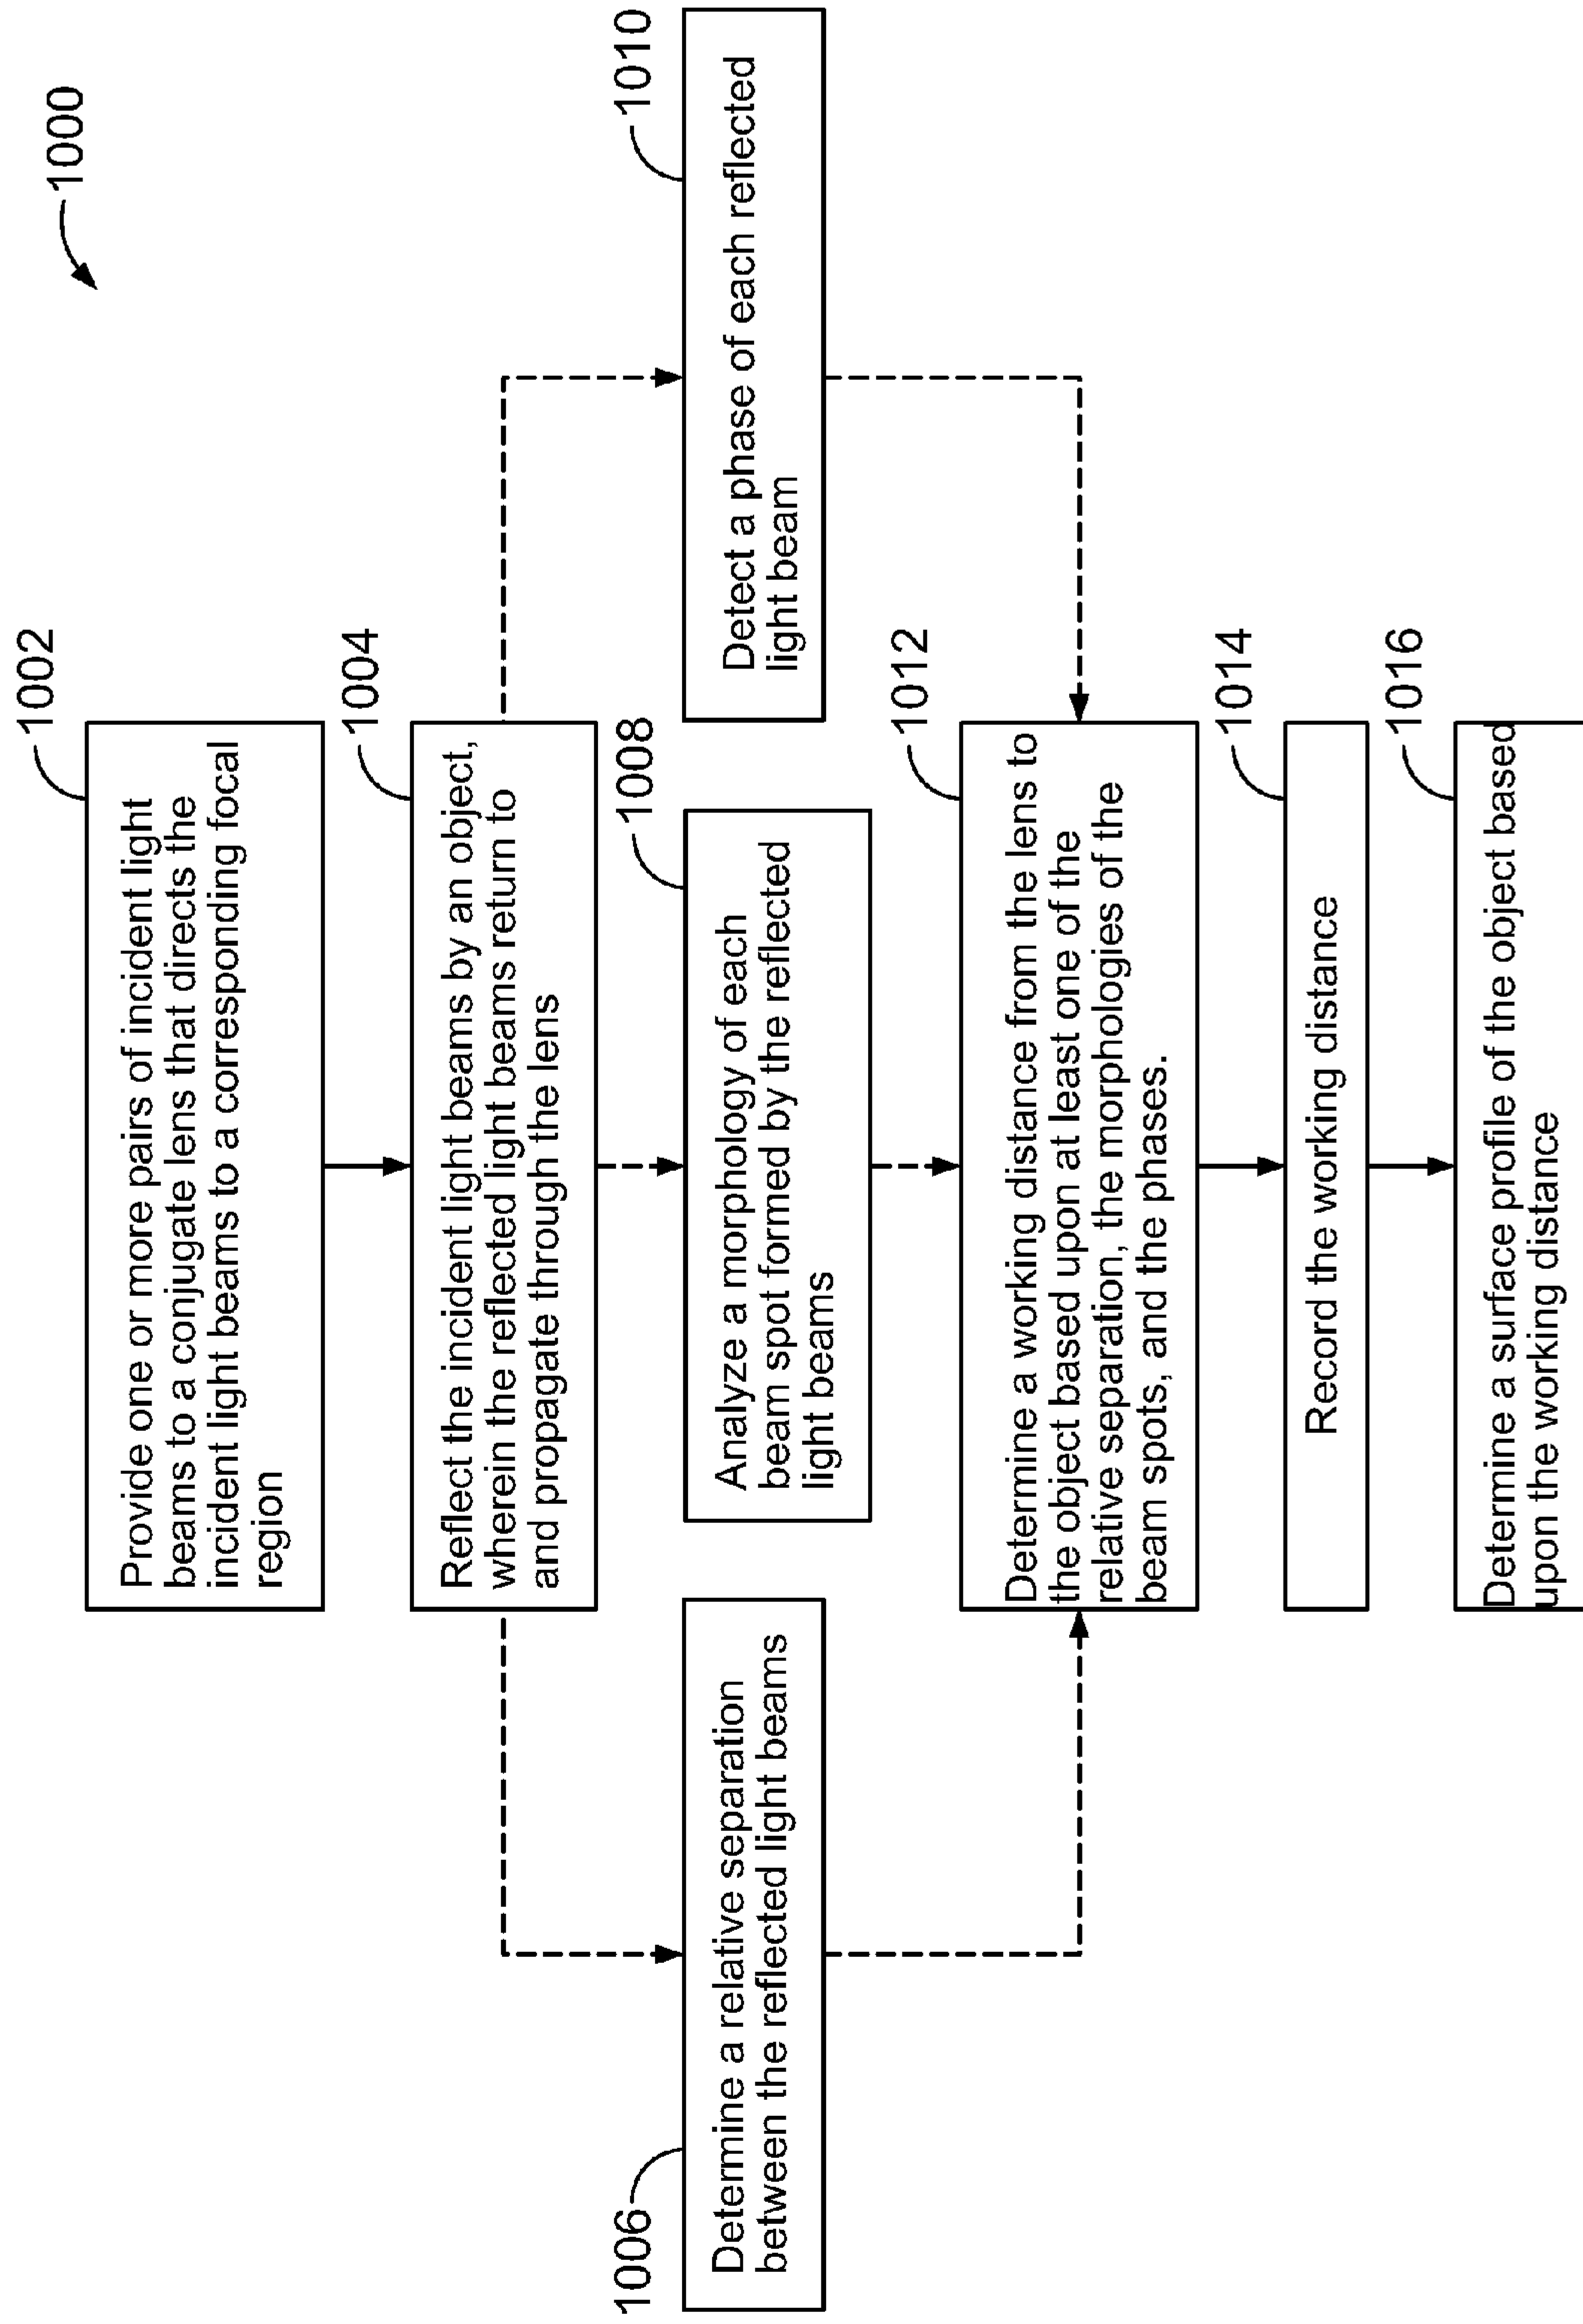 1000
1002
Provide one or more pairs of incident light
beams to a conjugate lens that directs the
incident light beams to a corresponding focal
region
1004
Reflect the incident light beams by an object,
wherein the reflected light beams return to
and propagate through the lens
1006
Determine a relative separation
between the reflected light beams
1008
Analyze a morphology of each
beam spot formed by the reflected
light beams
1010
Detect a phase of each reflected
light beam
1012
Determine a working distance from the lens to
the object based upon at least one of the
relative separation, the morphologies of the
beam spots, and the phases.
1014
Record the working distance
1016
Determine a surface profile of the object based
upon the working distance